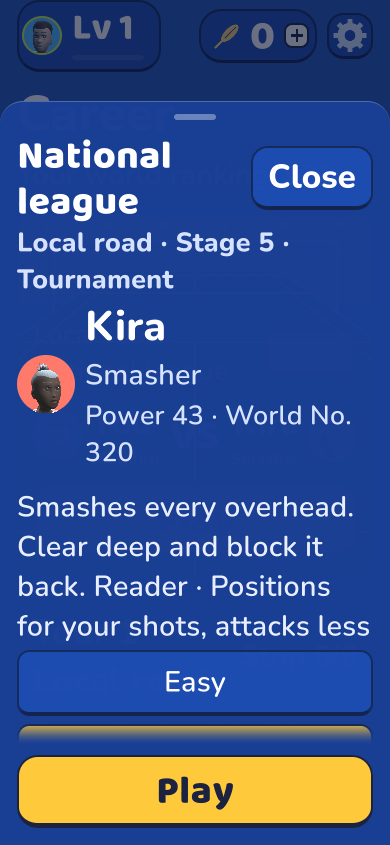 Lv 1
0
Career
National
league
Close
Local road · Stage 5 ·
Tournament
Kira
Smasher
Power 43 · World No.
320
Smashes every overhead.
Clear deep and block it
back. Reader · Positions
for your shots, attacks less
Easy
Play